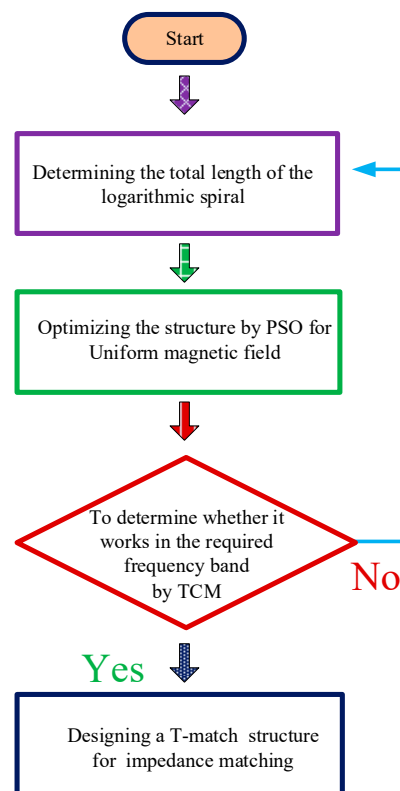 Start
Determining the total length of the
logarithmic spiral
Optimizing the structure by PSO for
Uniform magnetic field
To determine whether it
works in the required
frequency band
by TCM
No
Yes
Designing a T-match structure
for impedance matching